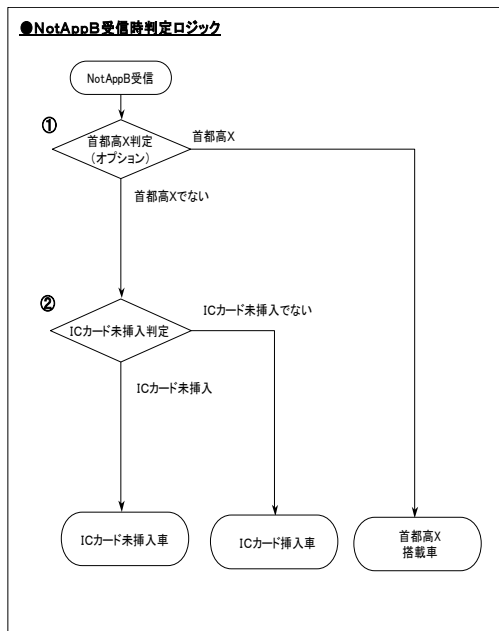 ●NotAppB受信時判定ロジック
NotAppB受信
①
首都高X
首都高X判定
(オプション)
首都高Xでない
②
ICカード未挿入でない
ICカード未挿入判定
ICカード未挿入
ICカード未挿入車
ICカード挿入車
首都高X
搭載車